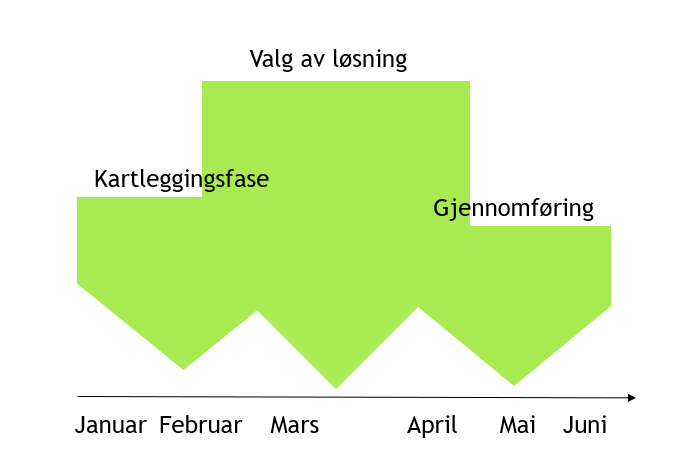 Valg av løsning
Kartleggingsfase
Gjennomføring
Januar Februar Mars April Mai Juni